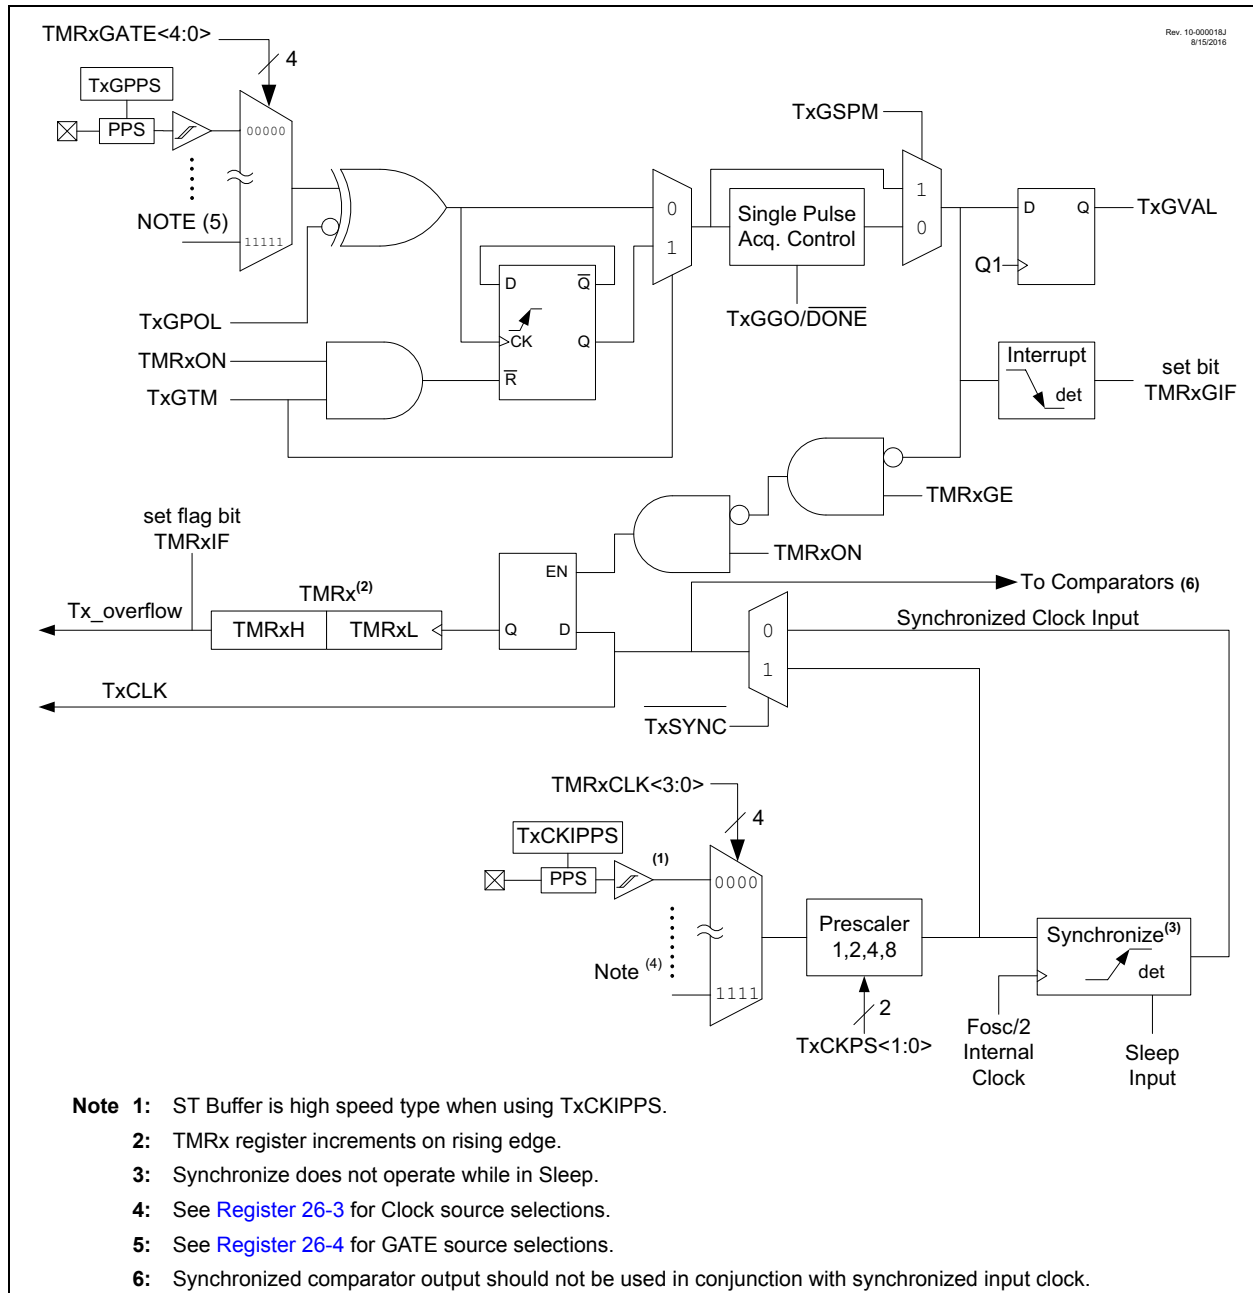 Rev. 10-000018J
8/15/2016
TMRxGATE<4:0>
4
TxGPPS
PPS
00000
NOTE (5)
11111
TxGPOL
TMRxON
TxGTM
D
Q
CK
Q
R
0
1
Single Pulse
Acq. Control
TxGGO/DONE
TxGSPM
1
0
D
Q
Q1
TxGVAL
Interrupt
det
set bit
TMRxGIF
TMRxGE
TMRxON
set flag bit
TMRxIF
Tx_overflow
TMRx(2)
TMRxH
TMRxL
EN
Q
D
To Comparators (6)
Synchronized Clock Input
0
1
TxCLK
TxSYNC
TMRxCLK<3:0>
4
TxCKIPPS
PPS
(1)
0000
Note (4)
1111
Prescaler
1,2,4,8
2
TxCKPS<1:0>
Synchronize(3)
det
Fosc/2
Internal
Clock
Sleep
Input
Note 1: ST Buffer is high speed type when using TxCKIPPS.
2: TMRx register increments on rising edge.
3: Synchronize does not operate while in Sleep.
4: See Register 26-3 for Clock source selections.
5: See Register 26-4 for GATE source selections.
6: Synchronized comparator output should not be used in conjunction with synchronized input clock.